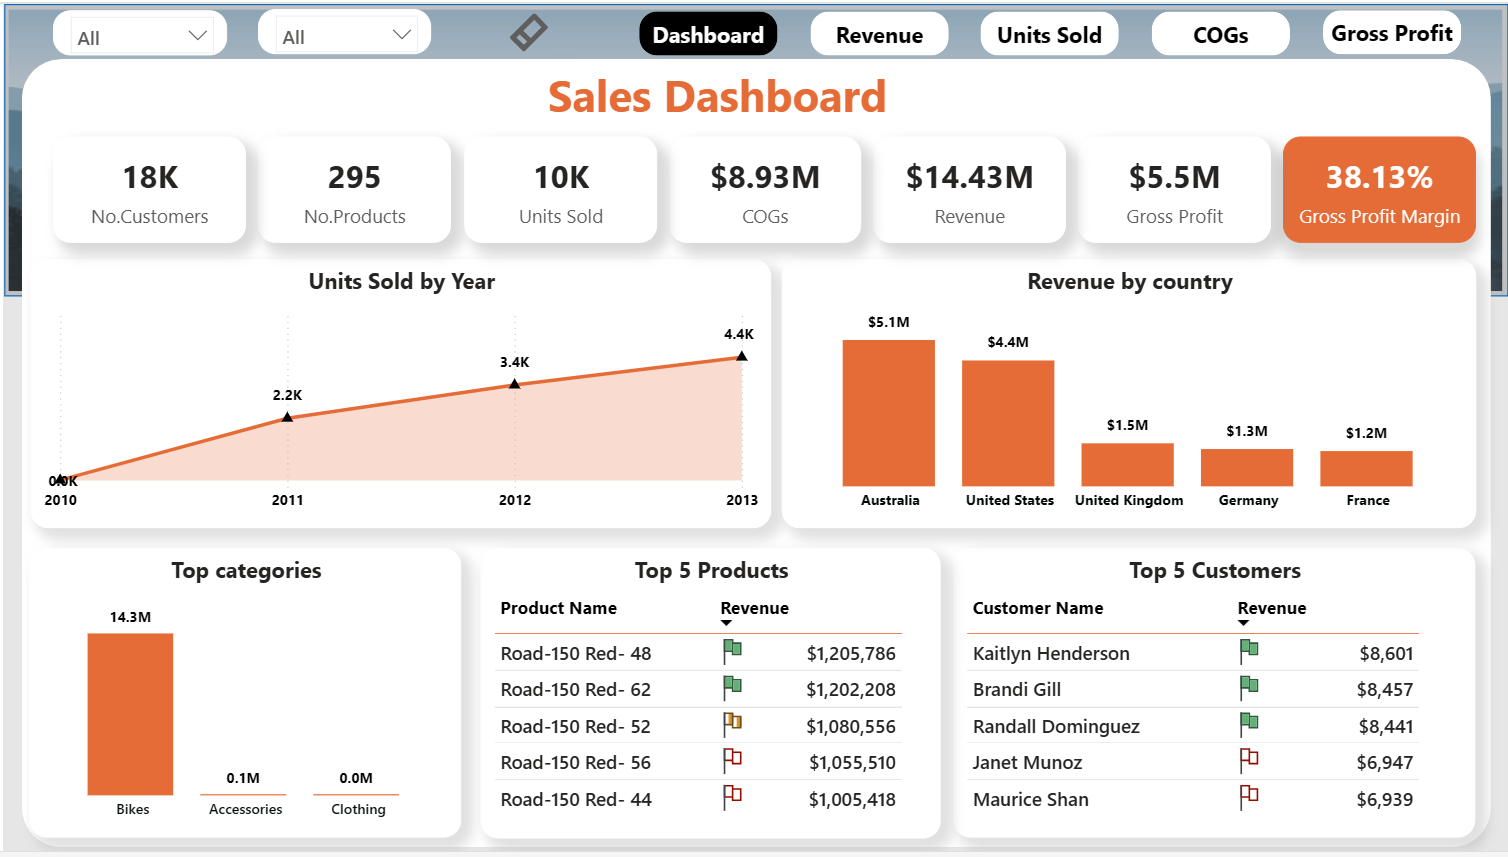 All
All
Dashboard
Revenue
Units Sold
COGs
Gross Profit
Sales Dashboard
18K
No.Customers
295
No.Products
10K
Units Sold
$8.93M
COGs
$14.43M
Revenue
$5.5M
Gross Profit
38.13%
Gross Profit Margin
Units Sold by Year
4.4K
3.4K
2.2K
0.0K
2010
2011
2012
2013
Revenue by country
$5.1M
$4.4M
$1.5M
$1.3M
$1.2M
Australia
United States
United Kingdom
Germany
France
Top categories
14.3M
0.1M
0.0M
Bikes
Accessories
Clothing
Top 5 Products
Product Name Revenue
Road-150 Red- 48 $1,205,786
Road-150 Red- 62 $1,202,208
Road-150 Red- 52 $1,080,556
Road-150 Red- 56 $1,055,510
Road-150 Red- 44 $1,005,418
Top 5 Customers
Customer Name Revenue
Kaitlyn Henderson $8,601
Brandi Gill $8,457
Randall Dominguez $8,441
Janet Munoz $6,947
Maurice Shan $6,939